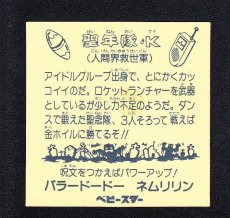 聖年隊・K
(人間界救世軍)
アイドルグループ出身で、とにかくカッ
コイイのだ。ロケットランチャーを武器
としているが少し力不足のようだ。ダン
スで鍛えた聖念隊、3人そろって戦えば
金ホイルに勝てるぞ!!
呪文をつかえばパワーアップ!
バラードードー ネムリリン
ベビースター